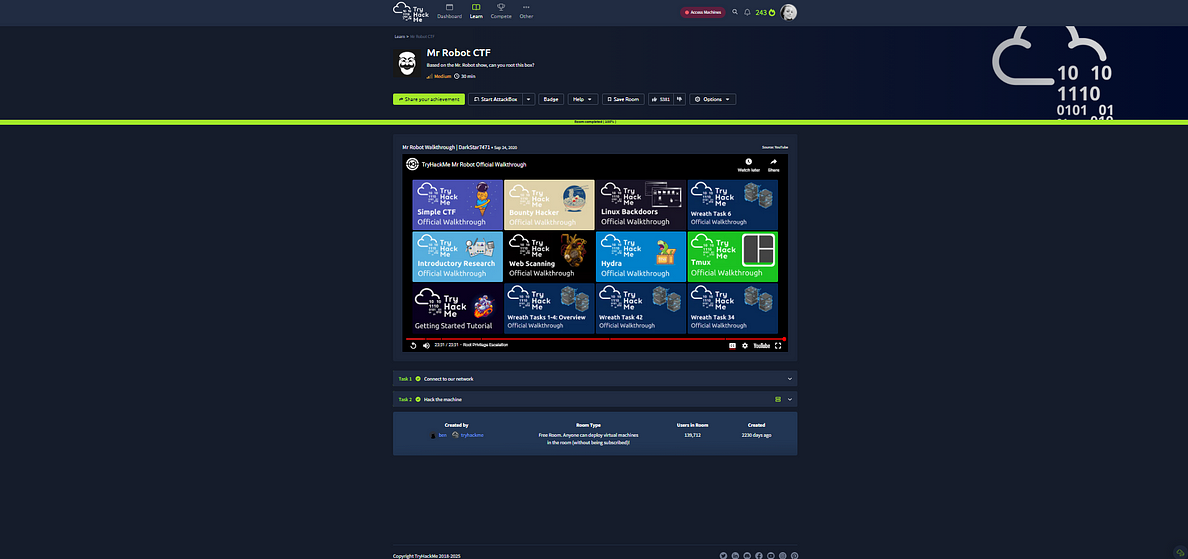 Try Hack Me
Dashboard
Learn
Compete
Other
Access Machines
243
Learn > Mr Robot CTF
Mr Robot CTF
Based on the Mr. Robot show, can you root this box?
Medium 30 min
Share your achievement
Start AttackBox
Badge
Help
Save Room
5381
Options
10 10
1110
0101 01
Room completed ( 100% )
Mr Robot Walkthrough | DarkStar7471 • Sep 24, 2020
Source: YouTube
TryHackMe Mr Robot Official Walkthrough
Watch later
Share
Try Hack Me
Simple CTF
Official Walkthrough
Try Hack Me
Bounty Hacker
Official Walkthrough
Try Hack Me
Linux Backdoors
Official Walkthrough
Try Hack Me
Wreath Task 6
Official Walkthrough
Try Hack Me
Introductory Research
Official Walkthrough
Try Hack Me
Web Scanning
Official Walkthrough
Try Hack Me
Hydra
Official Walkthrough
Try Hack Me
Tmux
Official Walkthrough
Try Hack Me
Getting Started Tutorial
Try Hack Me
Wreath Tasks 1-4: Overview
Official Walkthrough
Try Hack Me
Wreath Task 42
Official Walkthrough
Try Hack Me
Wreath Task 34
Official Walkthrough
23:31 / 23:31 • Root Privilege Escalation
YouTube
Task 1 Connect to our network
Task 2 Hack the machine
Created by
ben tryhackme
Room Type
Free Room. Anyone can deploy virtual machines
in the room (without being subscribed)!
Users in Room
139,712
Created
2230 days ago
Copyright TryHackMe 2018-2025